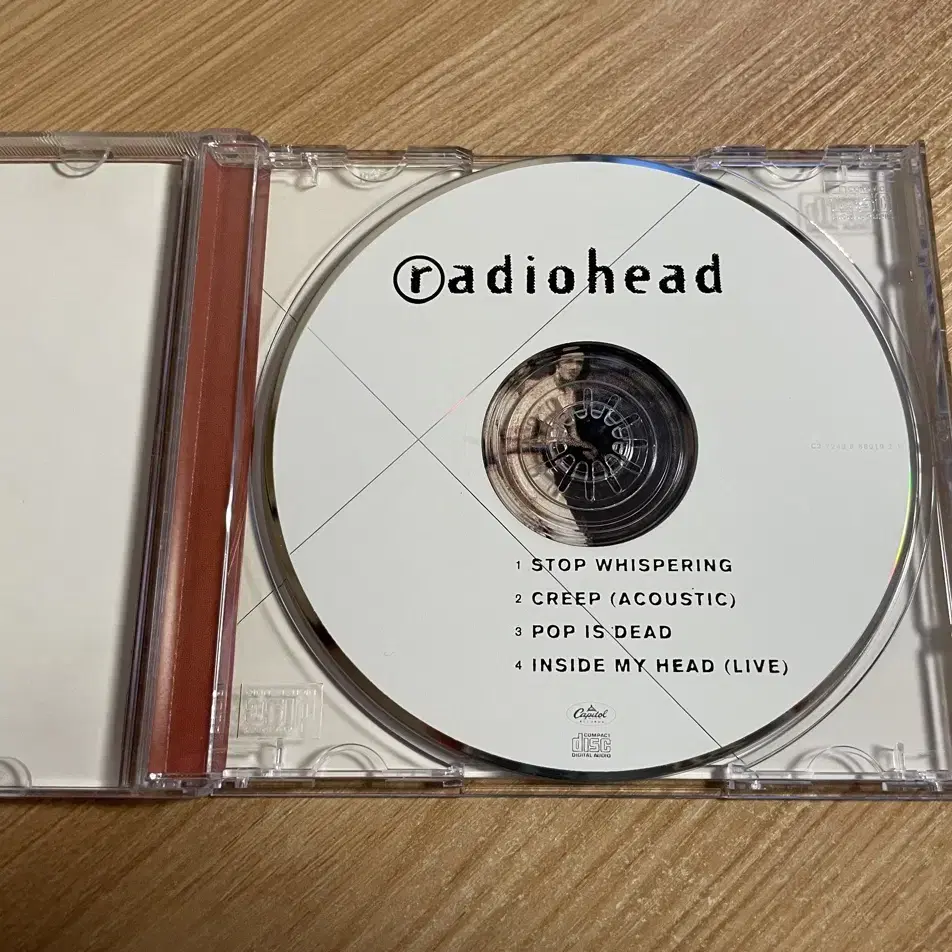 radiohead
1 STOP WHISPERING
2 CREEP (ACOUSTIC)
3 POP IS DEAD
4 INSIDE MY HEAD (LIVE)
Capitol
COMPACT
disc
DIGITAL AUDIO